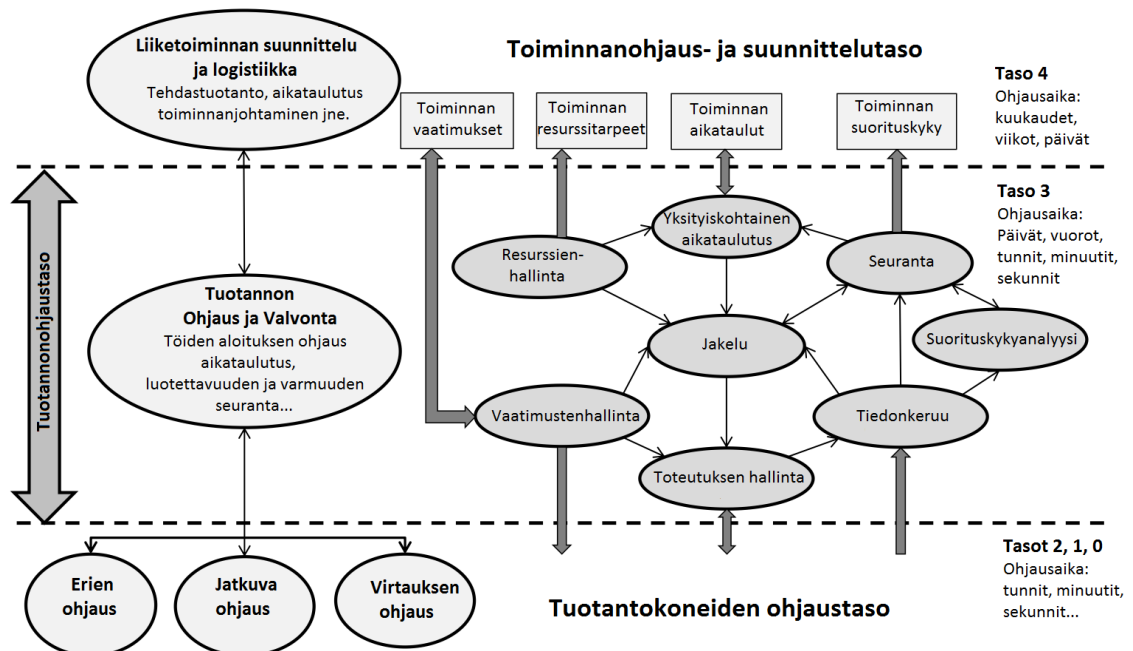 Liiketoiminnan suunnittelu
ja logistiikka
Tehdastuotanto, aikataulutus
toiminnanjohtaminen jne.
Toiminnanohjaus- ja suunnittelutaso
Toiminnan
vaatimukset
Toiminnan
resurssitarpeet
Toiminnan
aikataulut
Toiminnan
suorituskyky
Taso 4
Ohjausaika:
kuukaudet,
viikot, päivät
Tuotannonohjaustaso
Tuotannon
Ohjaus ja Valvonta
Töiden aloituksen ohjaus
aikataulutus,
luotettavuuden ja varmuuden
seuranta...
Yksityiskohtainen
aikataulutus
Resurssien-
hallinta
Seuranta
Jakelu
Suorituskykyanalyysi
Vaatimustenhallinta
Tiedonkeruu
Toteutuksen hallinta
Taso 3
Ohjausaika:
Päivät, vuorot,
tunnit, minuutit,
sekunnit
Erien
ohjaus
Jatkuva
ohjaus
Virtauksen
ohjaus
Tuotantokoneiden ohjaustaso
Tasot 2, 1, 0
Ohjausaika:
tunnit, minuutit,
sekunnit...